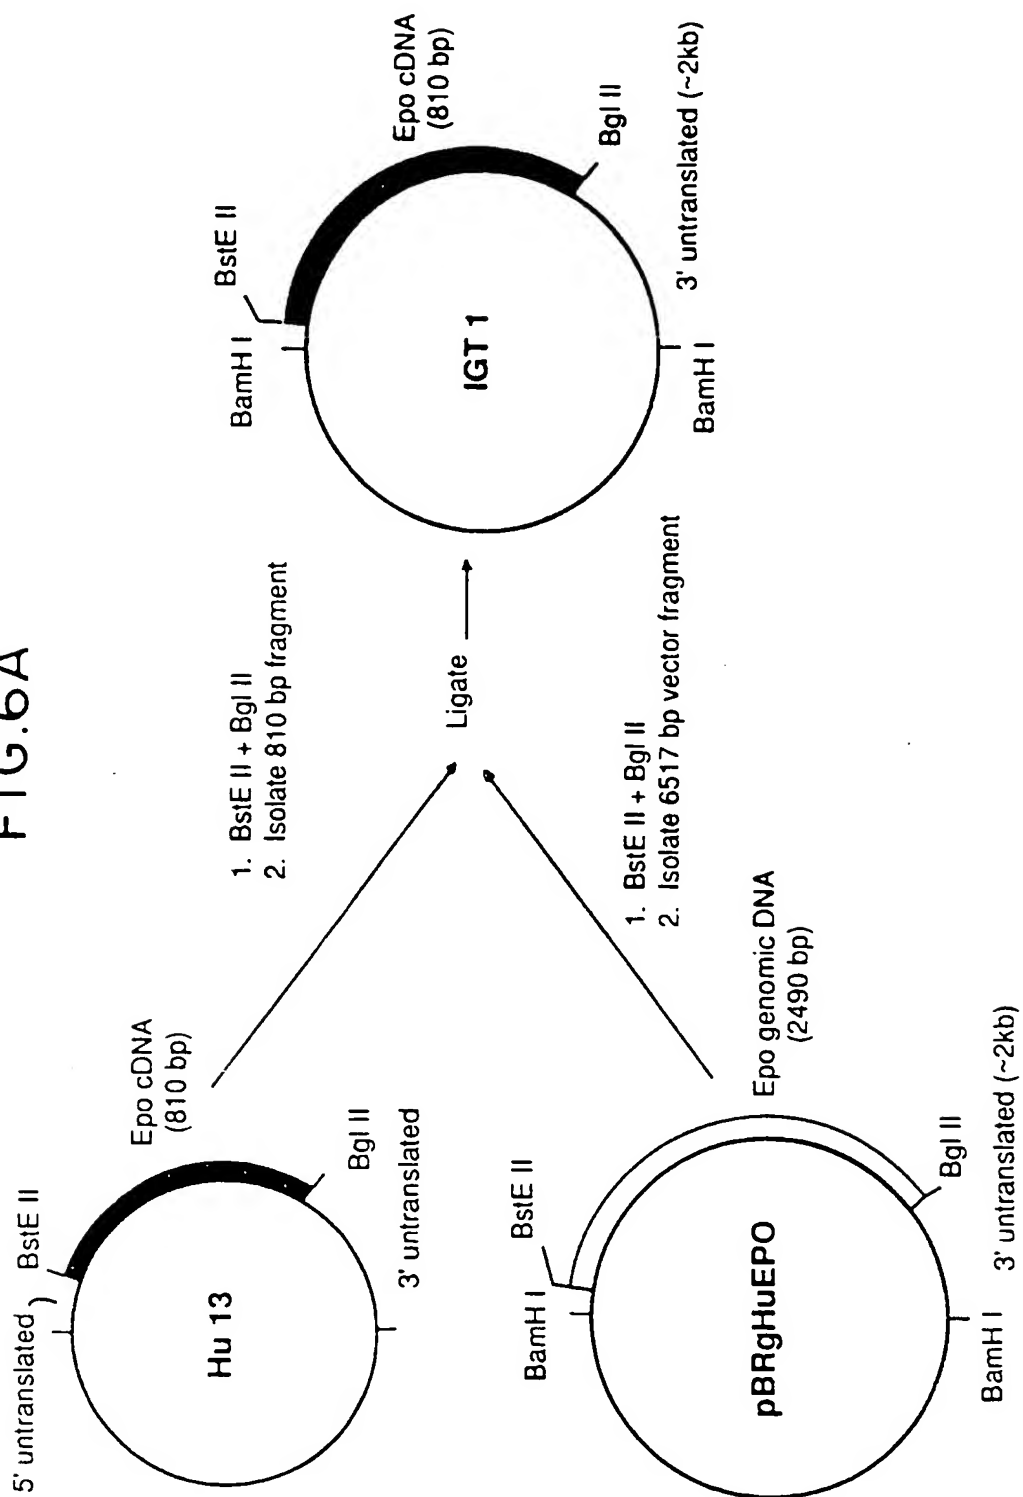 FIG.6A
5' untranslated
BstE II
Epo cDNA
(810 bp)
Hu 13
Bgl II
3' untranslated
1. BstE II + Bgl II
2. Isolate 810 bp fragment
BamH I
BstE II
Epo genomic DNA
(2490 bp)
pBRgHuEPO
Bgl II
3' untranslated (~2kb)
BamH I
1. BstE II + Bgl II
2. Isolate 6517 bp vector fragment
Ligate
BamH I
BstE II
Epo cDNA
(810 bp)
IGT 1
Bgl II
3' untranslated (~2kb)
BamH I